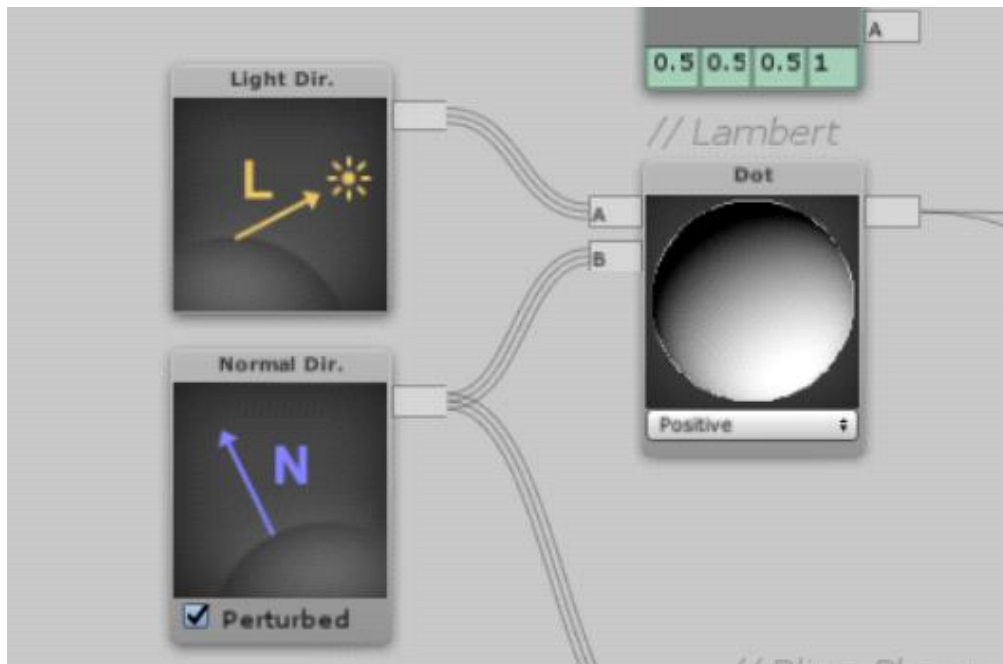 A
0.5 0.5 0.5 1
Light Dir.
L
// Lambert
Dot
A
B
Positive
Normal Dir.
N
Perturbed